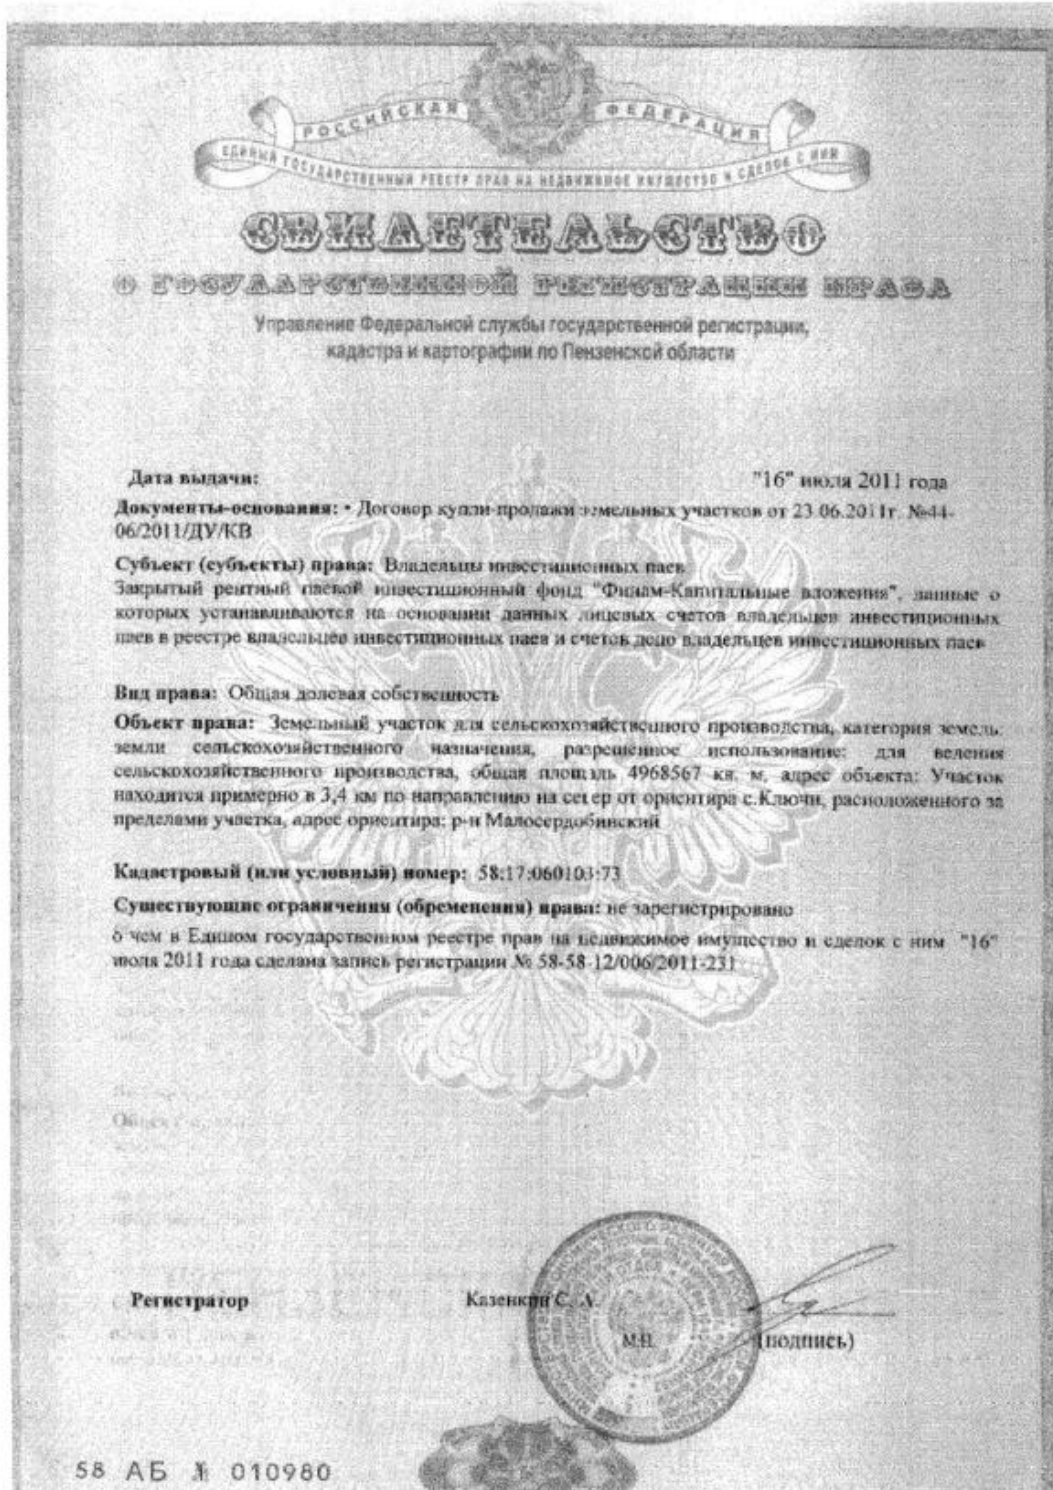 РОССИЙСКАЯ ФЕДЕРАЦИЯ
ЕДИНЫЙ ГОСУДАРСТВЕННЫЙ РЕЕСТР ПРАВ НА НЕДВИЖИМОЕ ИМУЩЕСТВО И СДЕЛОК С НИМ
СВИДЕТЕЛЬСТВО
О ГОСУДАРСТВЕННОЙ РЕГИСТРАЦИИ ПРАВА
Управление Федеральной службы государственной регистрации,
кадастра и картографии по Пензенской области
Дата выдачи: "16" июля 2011 года
Документы-основания: • Договор купли-продажи земельных участков от 23.06.2011г. №44-
06/2011/ДУ/КВ
Субъект (субъекты) права: Владельцы инвестиционных паев
Закрытый рентный паевой инвестиционный фонд "Финам-Капитальные вложения", данные о
которых устанавливаются на основании данных лицевых счетов владельцев инвестиционных
паев в реестре владельцев инвестиционных паев и счетов депо владельцев инвестиционных паев
Вид права: Общая долевая собственность
Объект права: Земельный участок для сельскохозяйственного производства, категория земель:
земли сельскохозяйственного назначения, разрешенное использование: для ведения
сельскохозяйственного производства, общая площадь 4968567 кв. м, адрес объекта: Участок
находится примерно в 3,4 км по направлению на север от ориентира с.Ключи, расположенного за
пределами участка, адрес ориентира: р-н Малосердобинский
Кадастровый (или условный) номер: 58:17:060103:73
Существующие ограничения (обременения) права: не зарегистрировано
о чем в Едином государственном реестре прав на недвижимое имущество и сделок с ним "16"
июля 2011 года сделана запись регистрации № 58-58-12/006/2011-231
Регистратор Казенкин С. А.
М.П. (подпись)
58 АБ № 010980